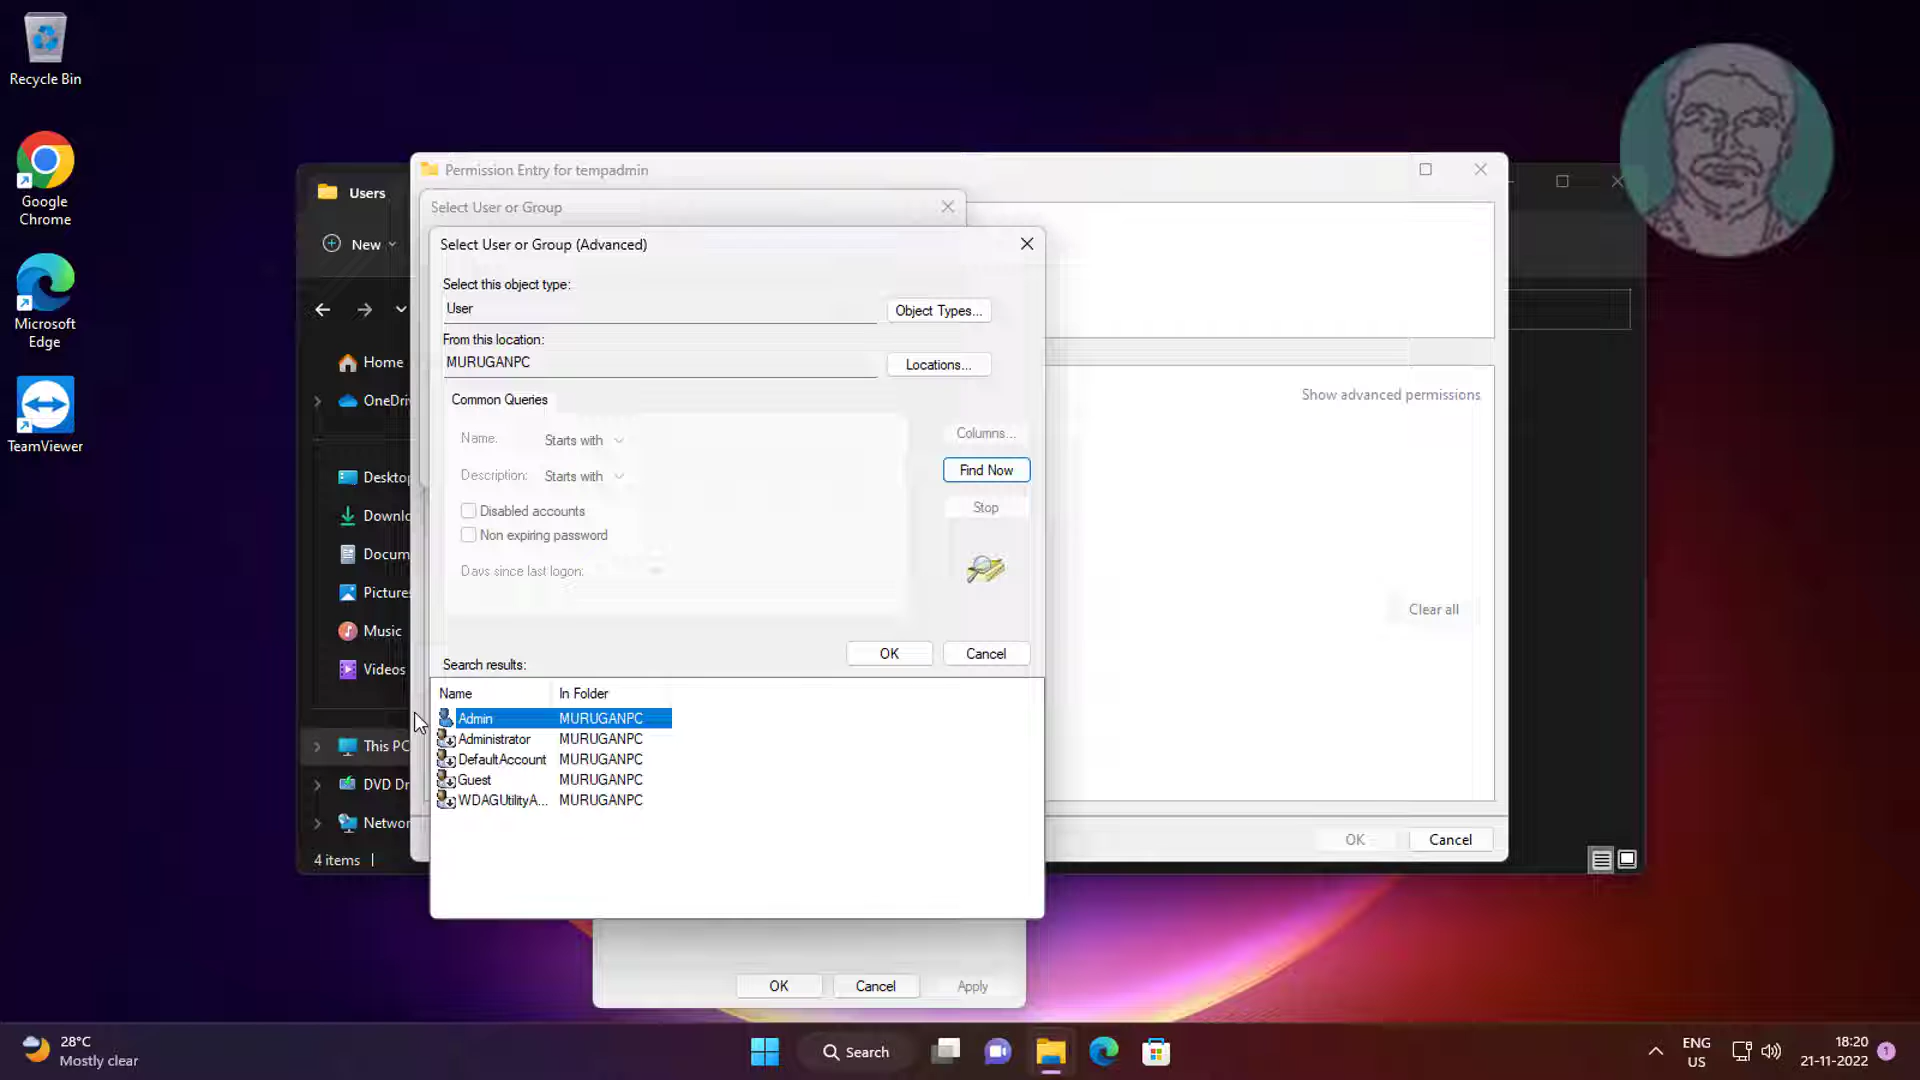 Recycle Bin
Google
Chrome
Microsoft
Edge
TeamViewer
Users
New
Home
OneDri
Deskto
Downlo
Docum
Pictures
Music
Videos
This PC
DVD Dr
Networ
4 items
Permission Entry for tempadmin
Select User or Group
Select User or Group (Advanced)
Select this object type:
User
Object Types...
From this location:
MURUGANPC
Locations...
Common Queries
Name:
Starts with
Columns...
Description:
Starts with
Find Now
Disabled accounts
Stop
Non expiring password
Days since last logon:
OK
Cancel
Search results:
Name In Folder
Admin MURUGANPC
Administrator MURUGANPC
DefaultAccount MURUGANPC
Guest MURUGANPC
WDAGUtilityA... MURUGANPC
Show advanced permissions
Clear all
OK
Cancel
OK
Cancel
Apply
28°C
Mostly clear
Search
ENG
US
18:20
21-11-2022
1